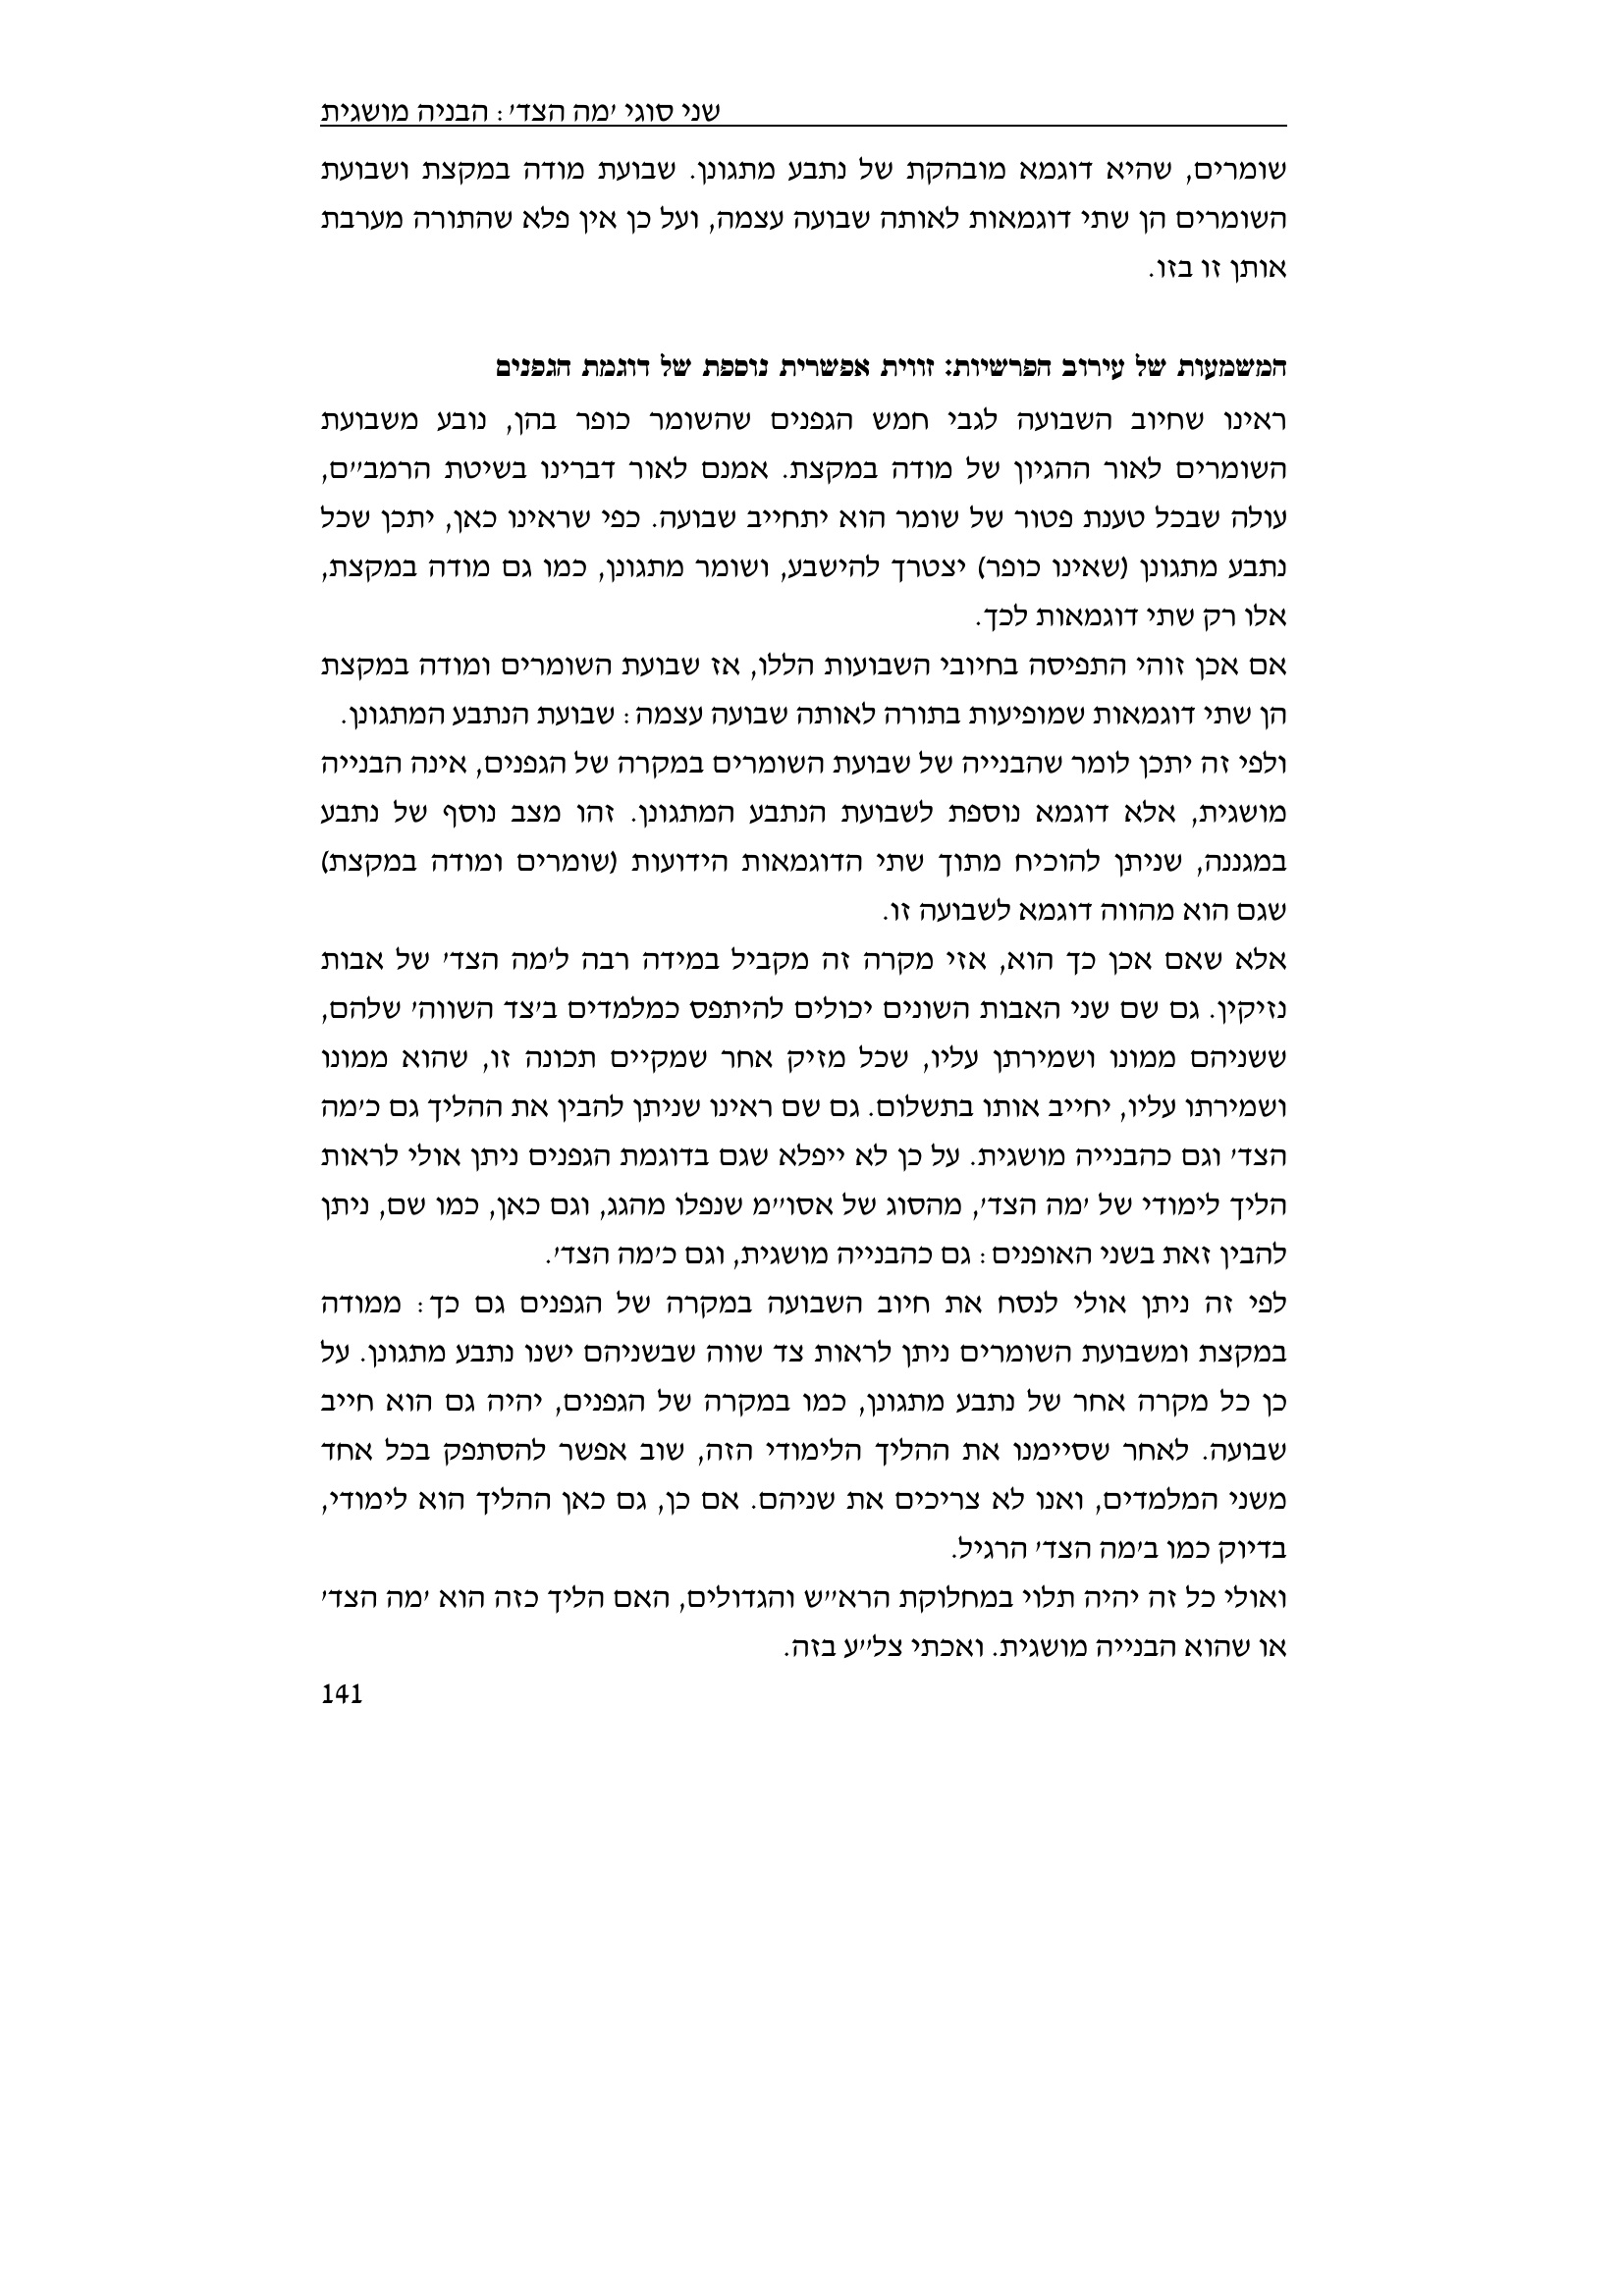 שני סוגי 'מה הצד': הבניה מושגית
שומרים, שהיא דוגמא מובהקת של נתבע מתגונן. שבועת מודה במקצת ושבועת
השומרים הן שתי דוגמאות לאותה שבועה עצמה, ועל כן אין פלא שהתורה מערבת
אותן זו בזו.
המשמעות של עירוב הפרשיות: זווית אפשרית נוספת של דוגמת הגפנים
ראינו שחיוב השבועה לגבי חמש הגפנים שהשומר כופר בהן, נובע משבועת
השומרים לאור ההגיון של מודה במקצת. אמנם לאור דברינו בשיטת הרמב"ם,
עולה שבכל טענת פטור של שומר הוא יתחייב שבועה. כפי שראינו כאן, יתכן שכל
נתבע מתגונן (שאינו כופר) יצטרך להישבע, ושומר מתגונן, כמו גם מודה במקצת,
אלו רק שתי דוגמאות לכך.
אם אכן זוהי התפיסה בחיובי השבועות הללו, אז שבועת השומרים ומודה במקצת
הן שתי דוגמאות שמופיעות בתורה לאותה שבועה עצמה: שבועת הנתבע המתגונן.
ולפי זה יתכן לומר שהבנייה של שבועת השומרים במקרה של הגפנים, אינה הבנייה
מושגית, אלא דוגמא נוספת לשבועת הנתבע המתגונן. זהו מצב נוסף של נתבע
במגננה, שניתן להוכיח מתוך שתי הדוגמאות הידועות (שומרים ומודה במקצת)
שגם הוא מהווה דוגמא לשבועה זו.
אלא שאם אכן כך הוא, אזי מקרה זה מקביל במידה רבה ל'מה הצד' של אבות
נזיקין. גם שם שני האבות השונים יכולים להיתפס כמלמדים ב'צד השווה' שלהם,
ששניהם ממונו ושמירתן עליו, שכל מזיק אחר שמקיים תכונה זו, שהוא ממונו
ושמירתו עליו, יחייב אותו בתשלום. גם שם ראינו שניתן להבין את ההליך גם כ'מה
הצד' וגם כהבנייה מושגית. על כן לא ייפלא שגם בדוגמת הגפנים ניתן אולי לראות
הליך לימודי של 'מה הצד', מהסוג של אסו"מ שנפלו מהגג, וגם כאן, כמו שם, ניתן
להבין זאת בשני האופנים: גם כהבנייה מושגית, וגם כ'מה הצד'.
לפי זה ניתן אולי לנסח את חיוב השבועה במקרה של הגפנים גם כך: ממודה
במקצת ומשבועת השומרים ניתן לראות צד שווה שבשניהם ישנו נתבע מתגונן. על
כן כל מקרה אחר של נתבע מתגונן, כמו במקרה של הגפנים, יהיה גם הוא חייב
שבועה. לאחר שסיימנו את ההליך הלימודי הזה, שוב אפשר להסתפק בכל אחד
משני המלמדים, ואנו לא צריכים את שניהם. אם כן, גם כאן ההליך הוא לימודי,
בדיוק כמו ב'מה הצד' הרגיל.
ואולי כל זה יהיה תלוי במחלוקת הרא"ש והגדולים, האם הליך כזה הוא 'מה הצד'
או שהוא הבנייה מושגית. ואכתי צל"ע בזה.
141